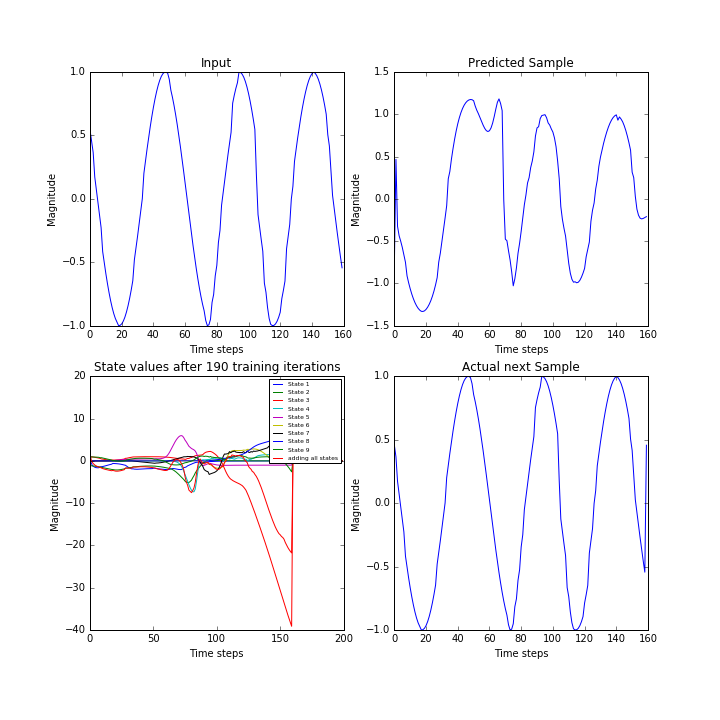 Input
Magnitude
1.0
0.5
0.0
−0.5
−1.0
0 20 40 60 80 100 120 140 160
Time steps
Predicted Sample
Magnitude
1.5
1.0
0.5
0.0
−0.5
−1.0
−1.5
0 20 40 60 80 100 120 140 160
Time steps
State values after 190 training iterations
Magnitude
20
10
0
−10
−20
−30
−40
0 50 100 150 200
Time steps
State 1
State 2
State 3
State 4
State 5
State 6
State 7
State 8
State 9
adding all states
Actual next Sample
Magnitude
1.0
0.5
0.0
−0.5
−1.0
0 20 40 60 80 100 120 140 160
Time steps